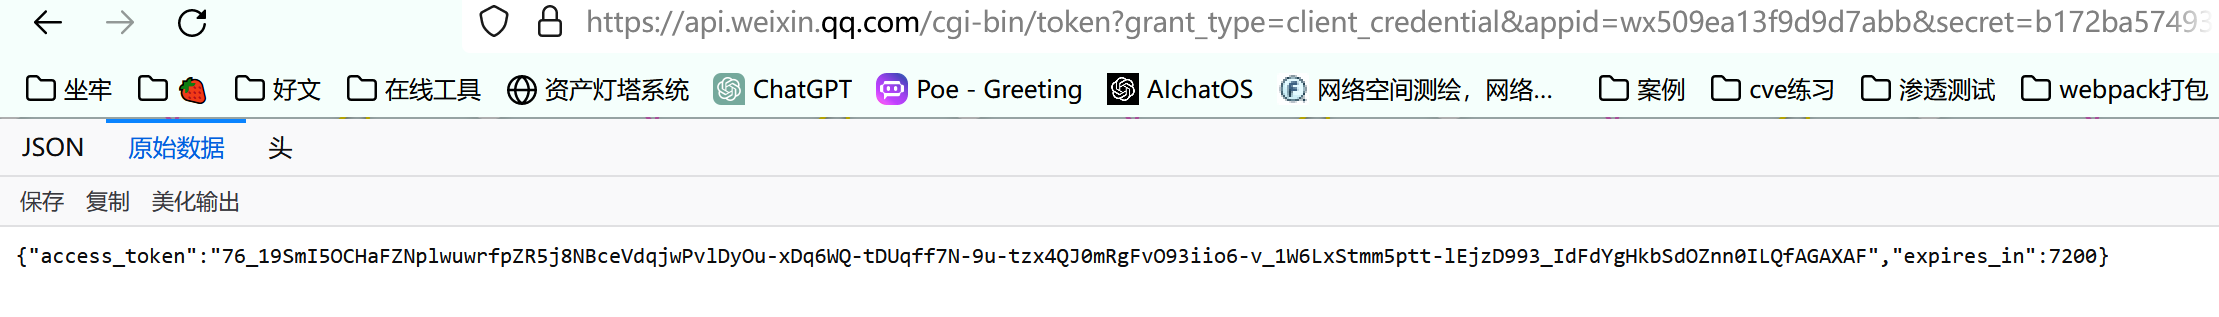 https://api.weixin.qq.com/cgi-bin/token?grant_type=client_credential&appid=wx509ea13f9d9d7abb&secret=b172ba57493
坐牢 🍓 好文 在线工具 资产灯塔系统 ChatGPT Poe - Greeting AIchatOS 网络空间测绘，网络... 案例 cve练习 渗透测试 webpack打包
JSON 原始数据 头
保存 复制 美化输出
{"access_token":"76_19SmI5OCHaFZNplwuwrfpZR5j8NBceVdqjwPvlDyOu-xDq6WQ-tDUqff7N-9u-tzx4QJ0mRgFvO93iio6-v_1W6LxStmm5ptt-lEjzD993_IdFdYgHkbSdOZnn0ILQfAGAXAF","expires_in":7200}